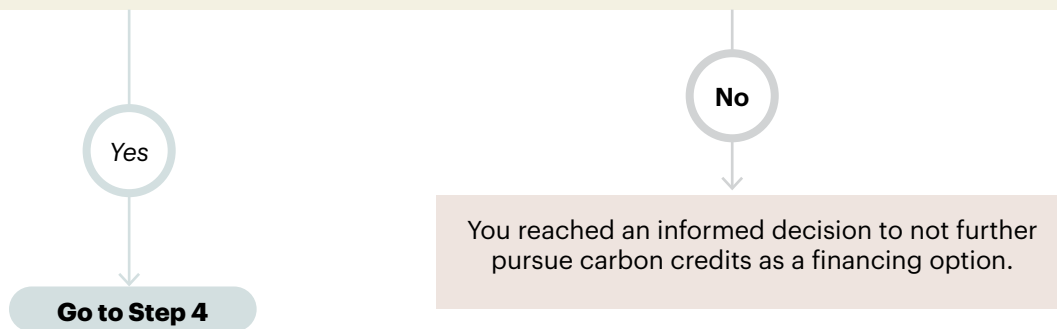 No
Yes
You reached an informed decision to not further
pursue carbon credits as a financing option.
Go to Step 4